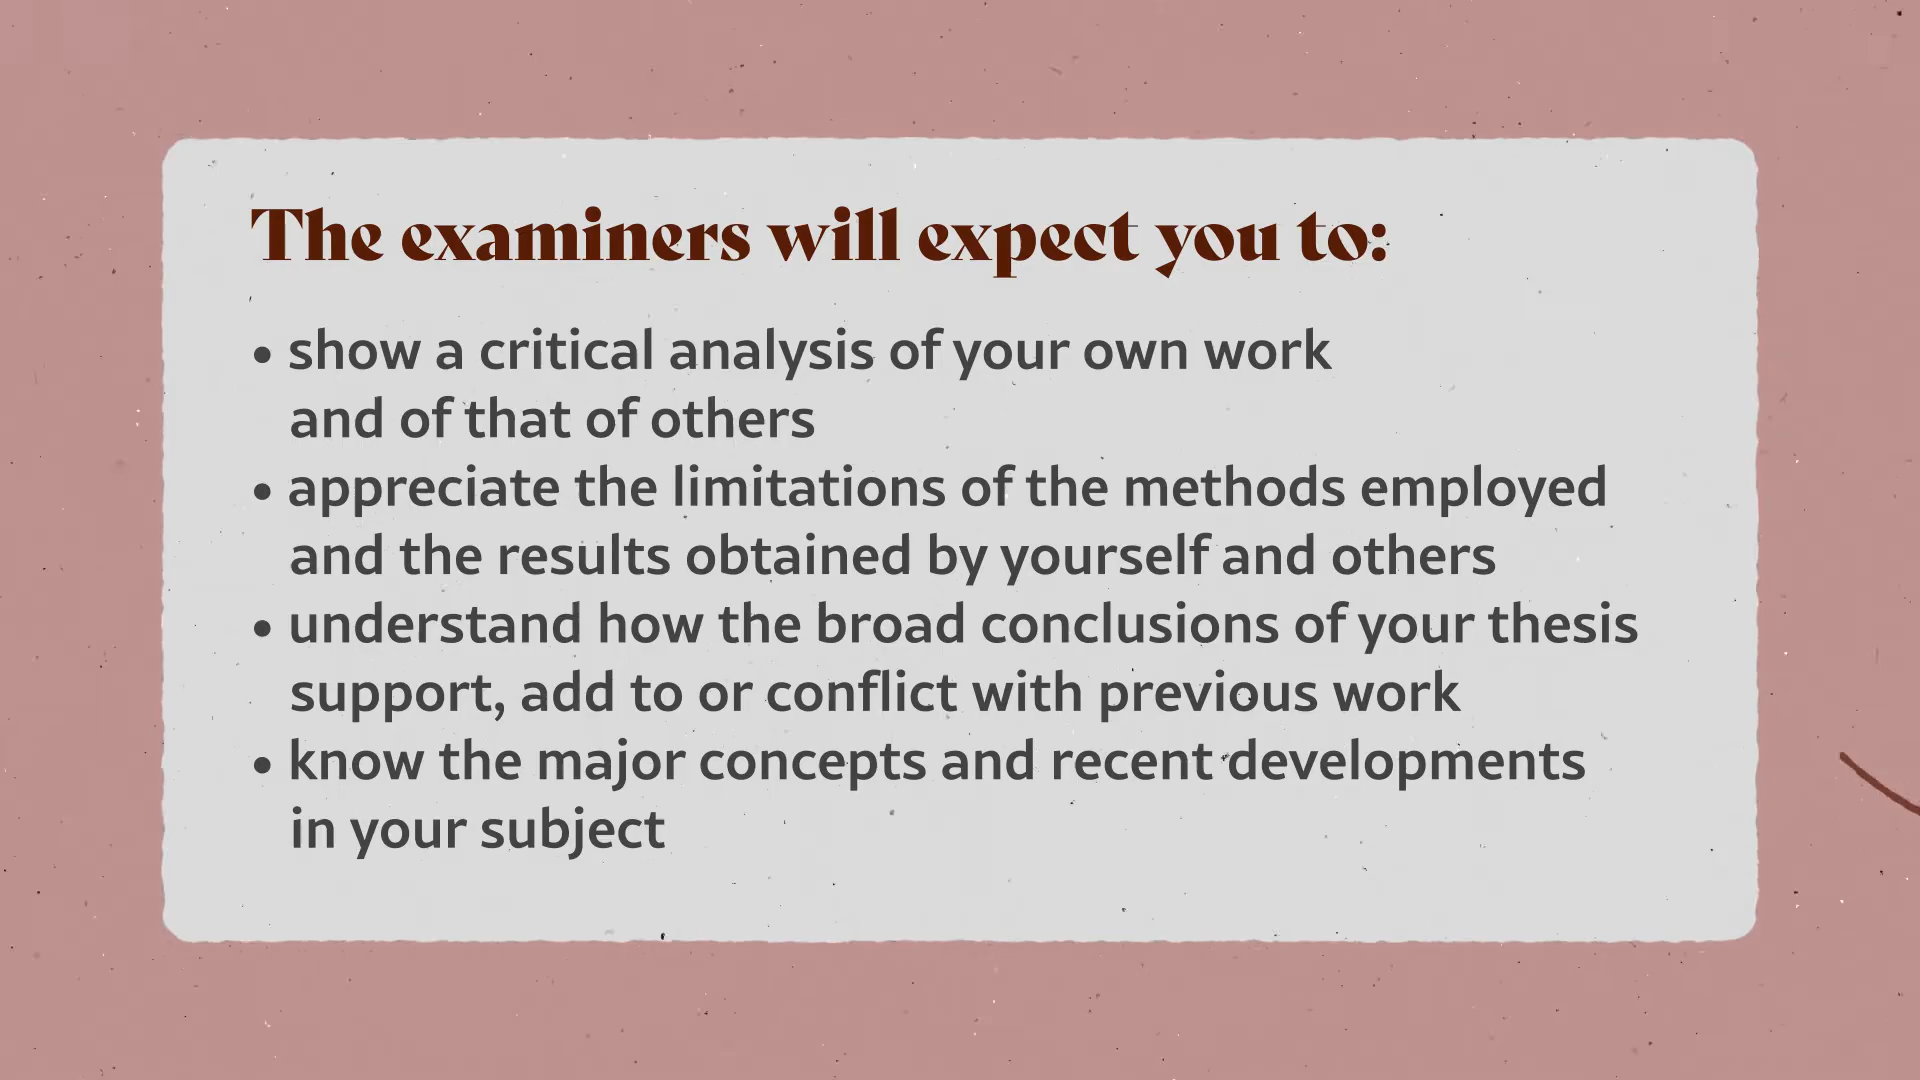 The examiners will expect you to:
• show a critical analysis of your own work
and of that of others
• appreciate the limitations of the methods employed
and the results obtained by yourself and others
• understand how the broad conclusions of your thesis
support, add to or conflict with previous work
• know the major concepts and recent developments
in your subject